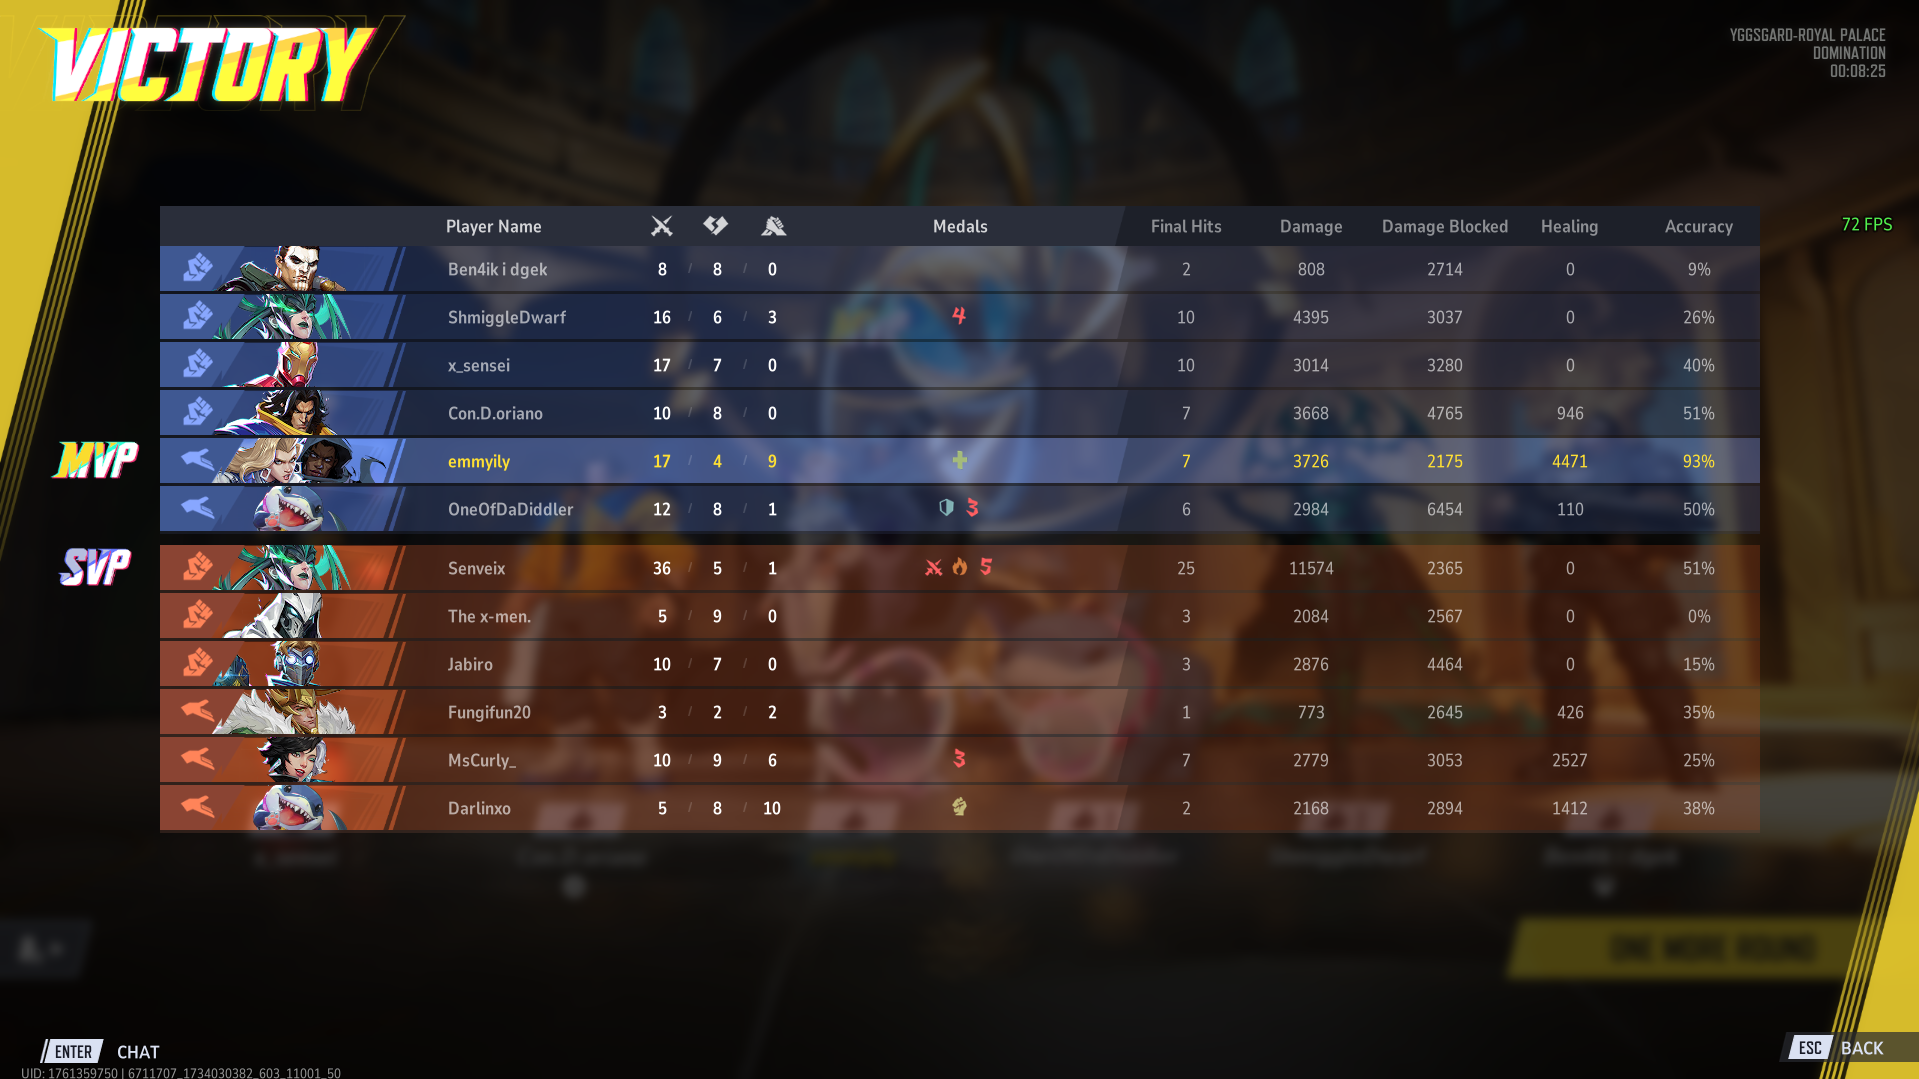 VICTORY
YGGSGARD-ROYAL PALACE
DOMINATION
00:08:25
72 FPS
Player Name Medals Final Hits Damage Damage Blocked Healing Accuracy
Ben4ik i dgek 8 / 8 / 0 2 808 2714 0 9%
ShmiggleDwarf 16 / 6 / 3 4 10 4395 3037 0 26%
x_sensei 17 / 7 / 0 10 3014 3280 0 40%
Con.D.oriano 10 / 8 / 0 7 3668 4765 946 51%
MVP emmyily 17 / 4 / 9 7 3726 2175 4471 93%
OneOfDaDiddler 12 / 8 / 1 3 6 2984 6454 110 50%
SVP Senveix 36 / 5 / 1 5 25 11574 2365 0 51%
The x-men. 5 / 9 / 0 3 2084 2567 0 0%
Jabiro 10 / 7 / 0 3 2876 4464 0 15%
Fungifun20 3 / 2 / 2 1 773 2645 426 35%
MsCurly_ 10 / 9 / 6 3 7 2779 3053 2527 25%
Darlinxo 5 / 8 / 10 2 2168 2894 1412 38%
ONE MORE ROUND
ENTER CHAT
ESC BACK
UID: 1761359750 | 6711707_1734030382_603_11001_50